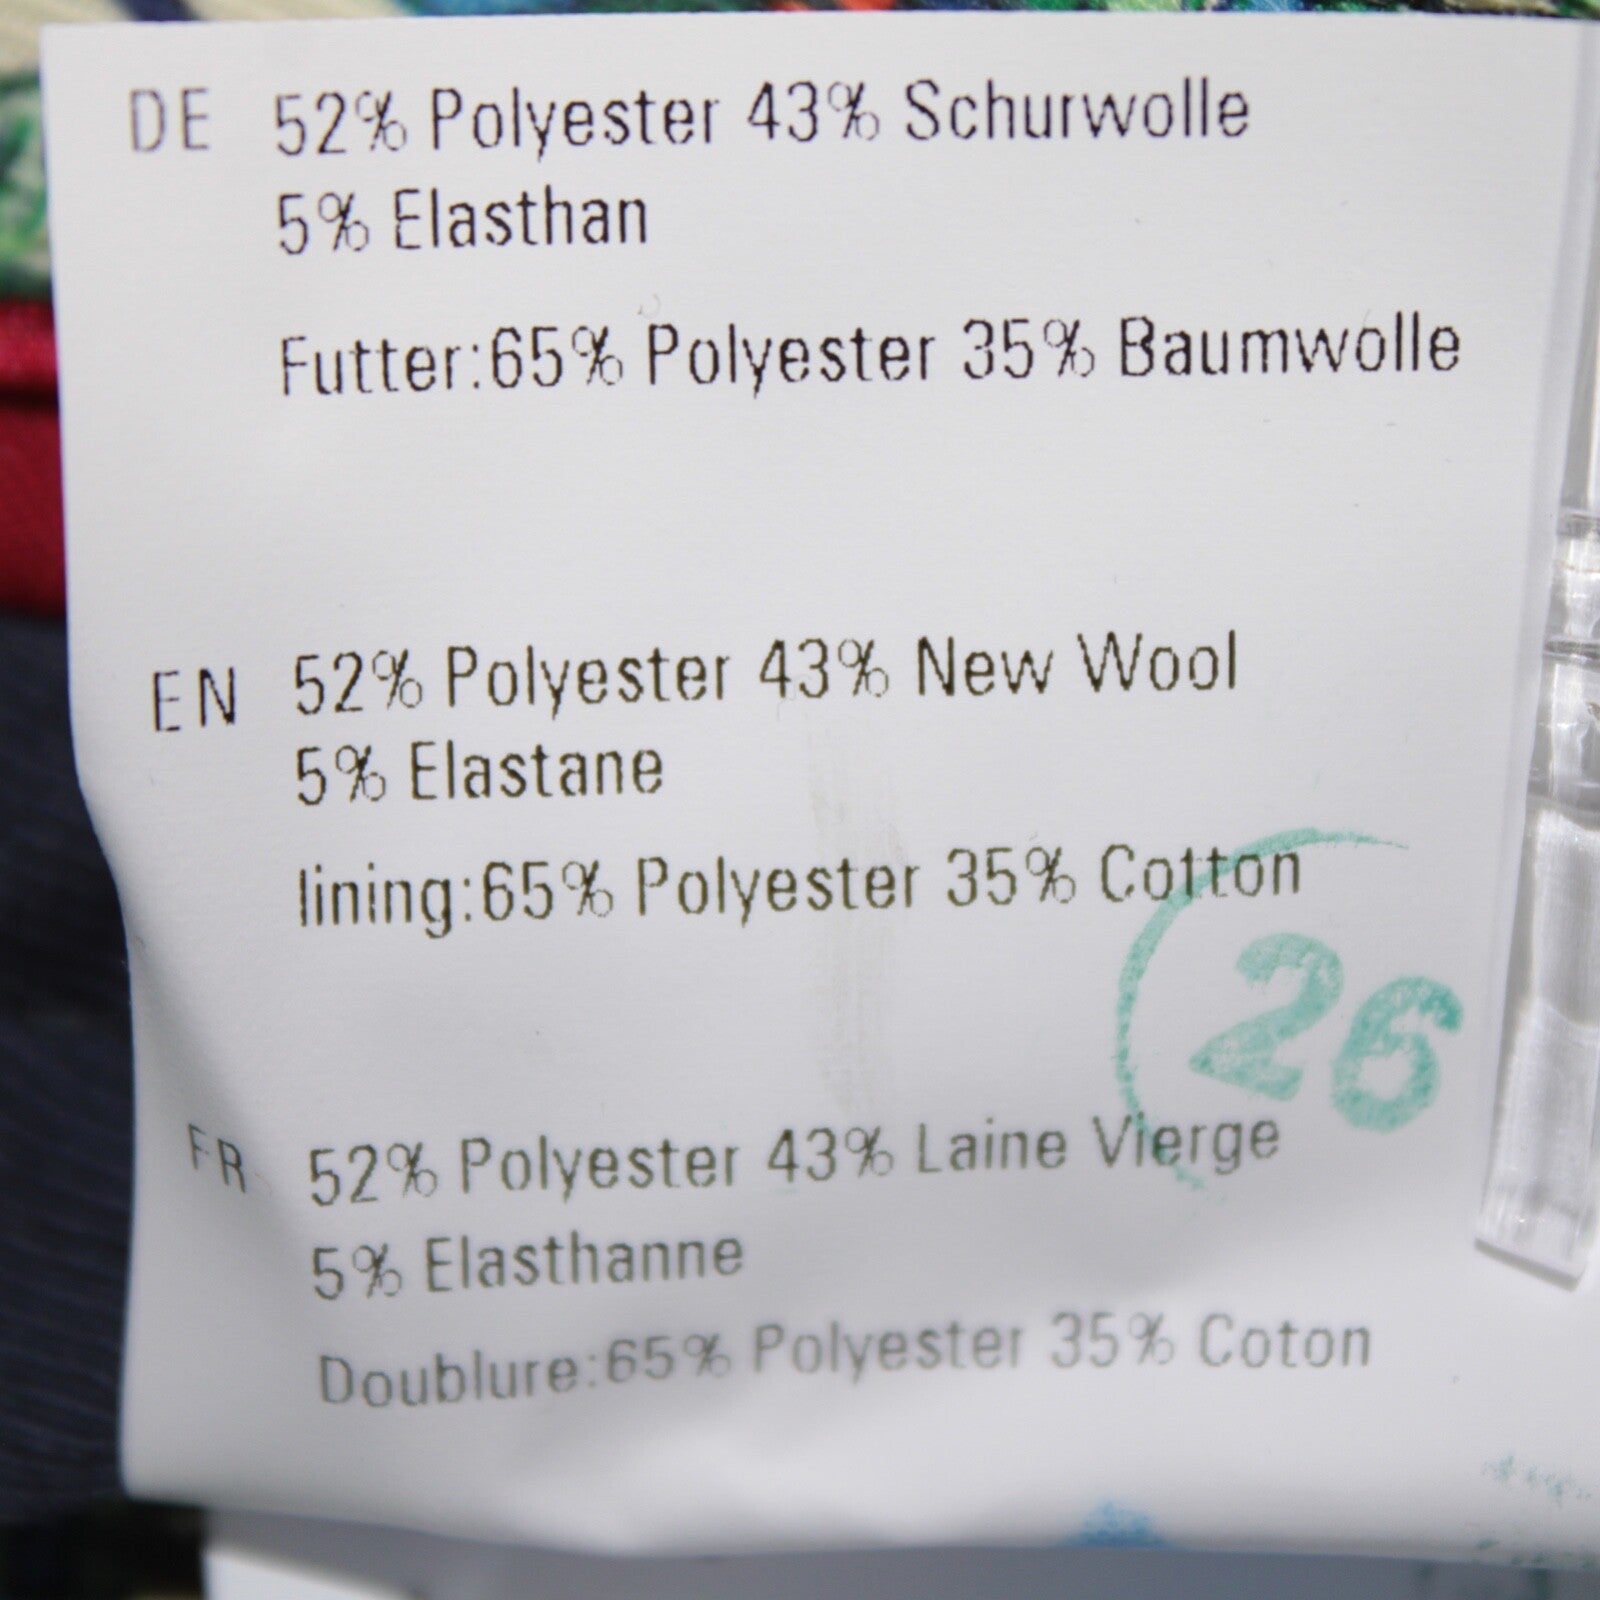 DE 52% Polyester 43% Schurwolle
5% Elasthan
Futter:65% Polyester 35% Baumwolle
EN 52% Polyester 43% New Wool
5% Elastane
lining:65% Polyester 35% Cotton
26
FR 52% Polyester 43% Laine Vierge
5% Elasthanne
Doublure:65% Polyester 35% Coton